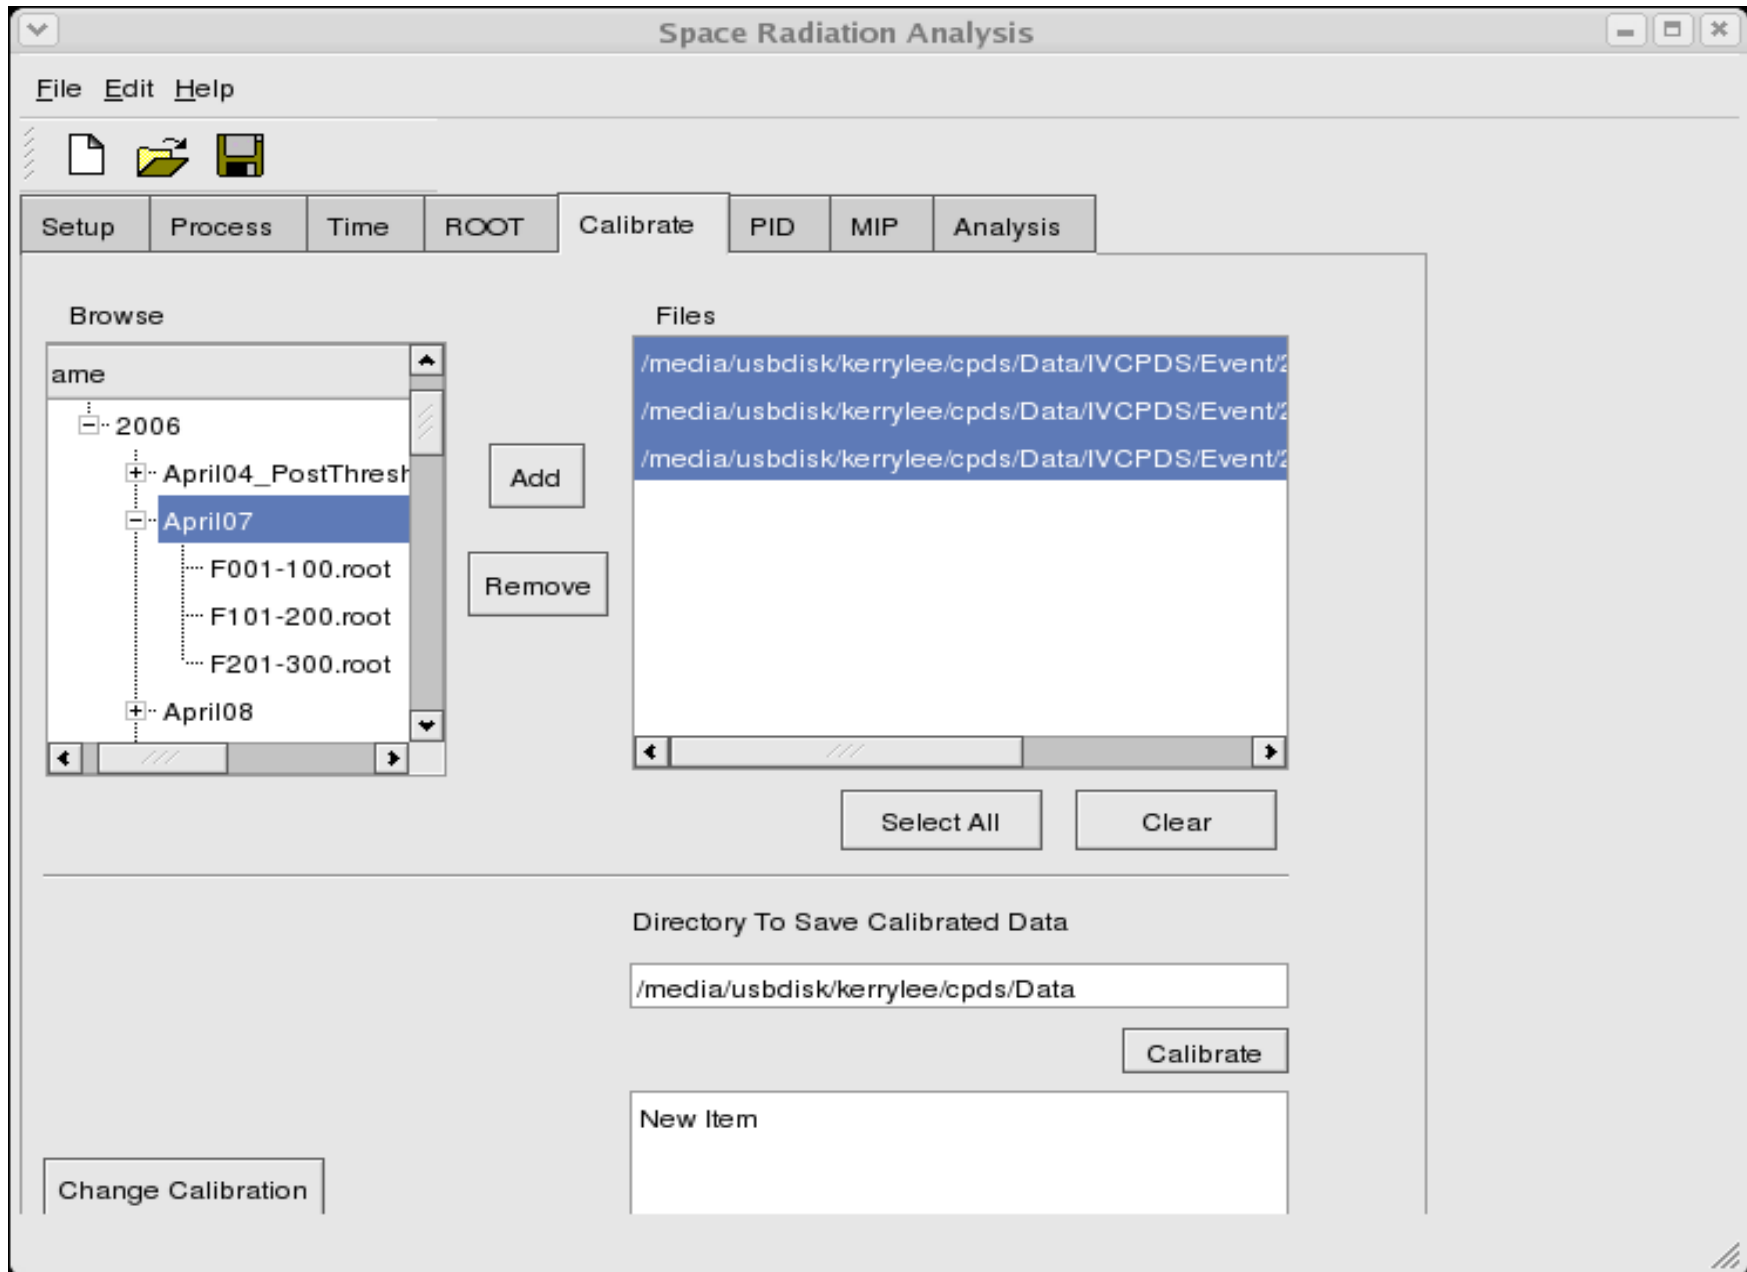 Space Radiation Analysis
File Edit Help
Setup Process Time ROOT Calibrate PID MIP Analysis
Browse
Files
ame
2006
April04_PostThresh
April07
F001-100.root
F101-200.root
F201-300.root
April08
Add
Remove
/media/usbdisk/kerrylee/cpds/Data/IVCPDS/Event/2
/media/usbdisk/kerrylee/cpds/Data/IVCPDS/Event/2
/media/usbdisk/kerrylee/cpds/Data/IVCPDS/Event/2
Select All
Clear
Directory To Save Calibrated Data
/media/usbdisk/kerrylee/cpds/Data
Calibrate
New Item
Change Calibration